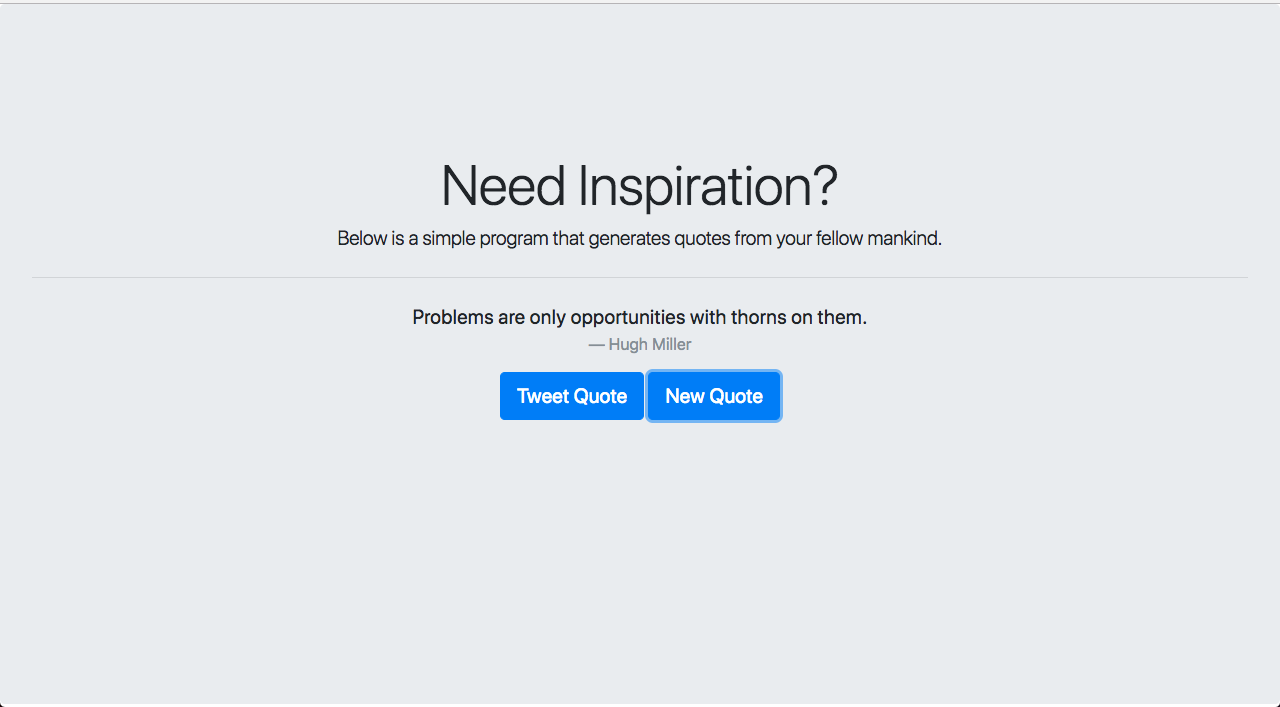 Need Inspiration?
Below is a simple program that generates quotes from your fellow mankind.
Problems are only opportunities with thorns on them.
— Hugh Miller
Tweet Quote
New Quote